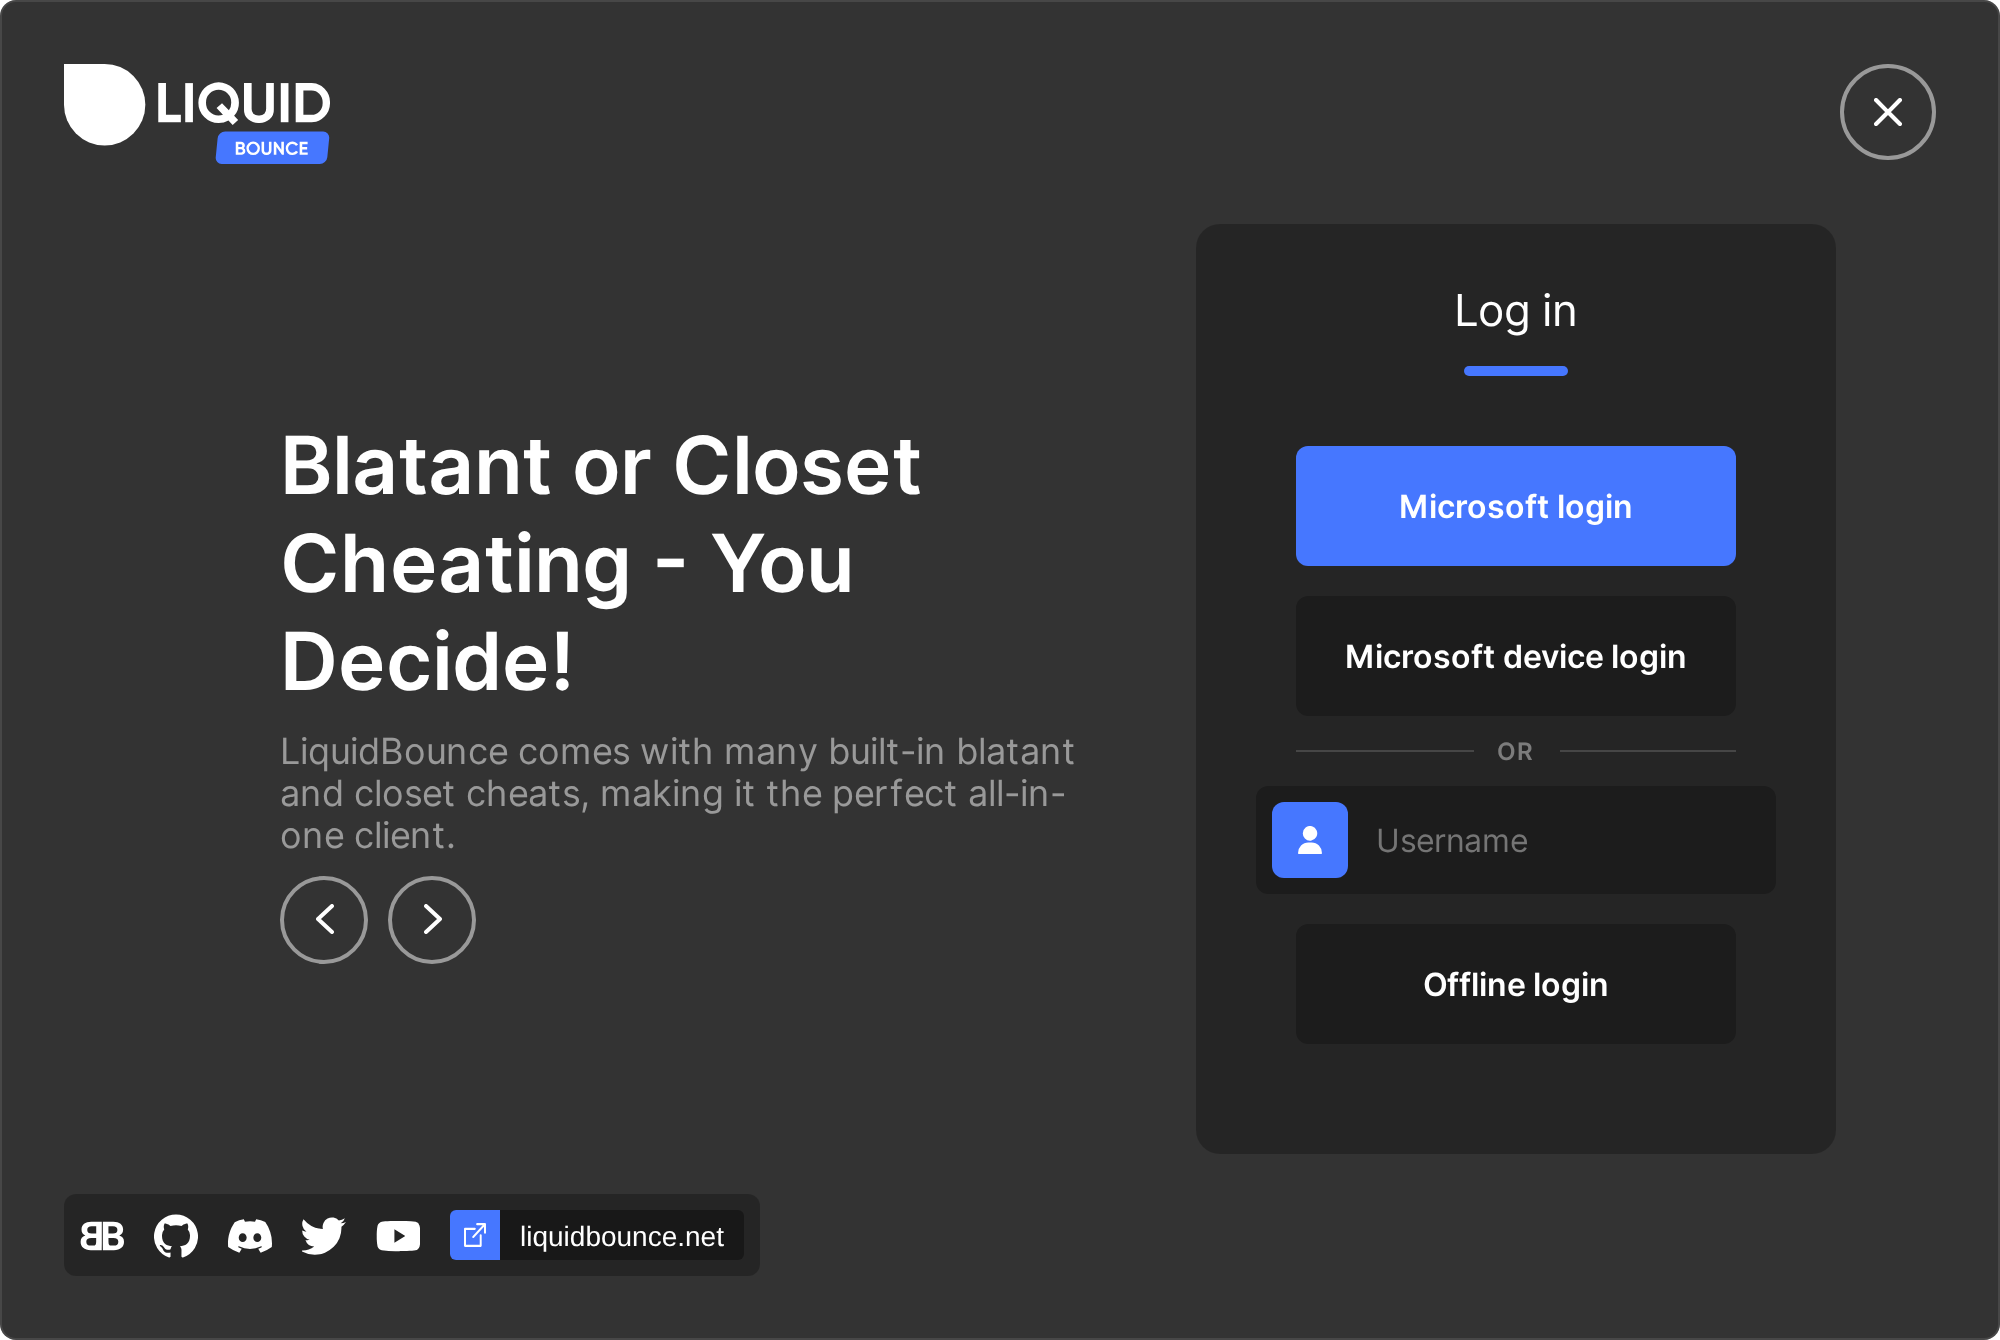 LIQUID
BOUNCE
Blatant or Closet
Cheating - You
Decide!
LiquidBounce comes with many built-in blatant
and closet cheats, making it the perfect all-in-
one client.
Log in
Microsoft login
Microsoft device login
OR
Username
Offline login
liquidbounce.net